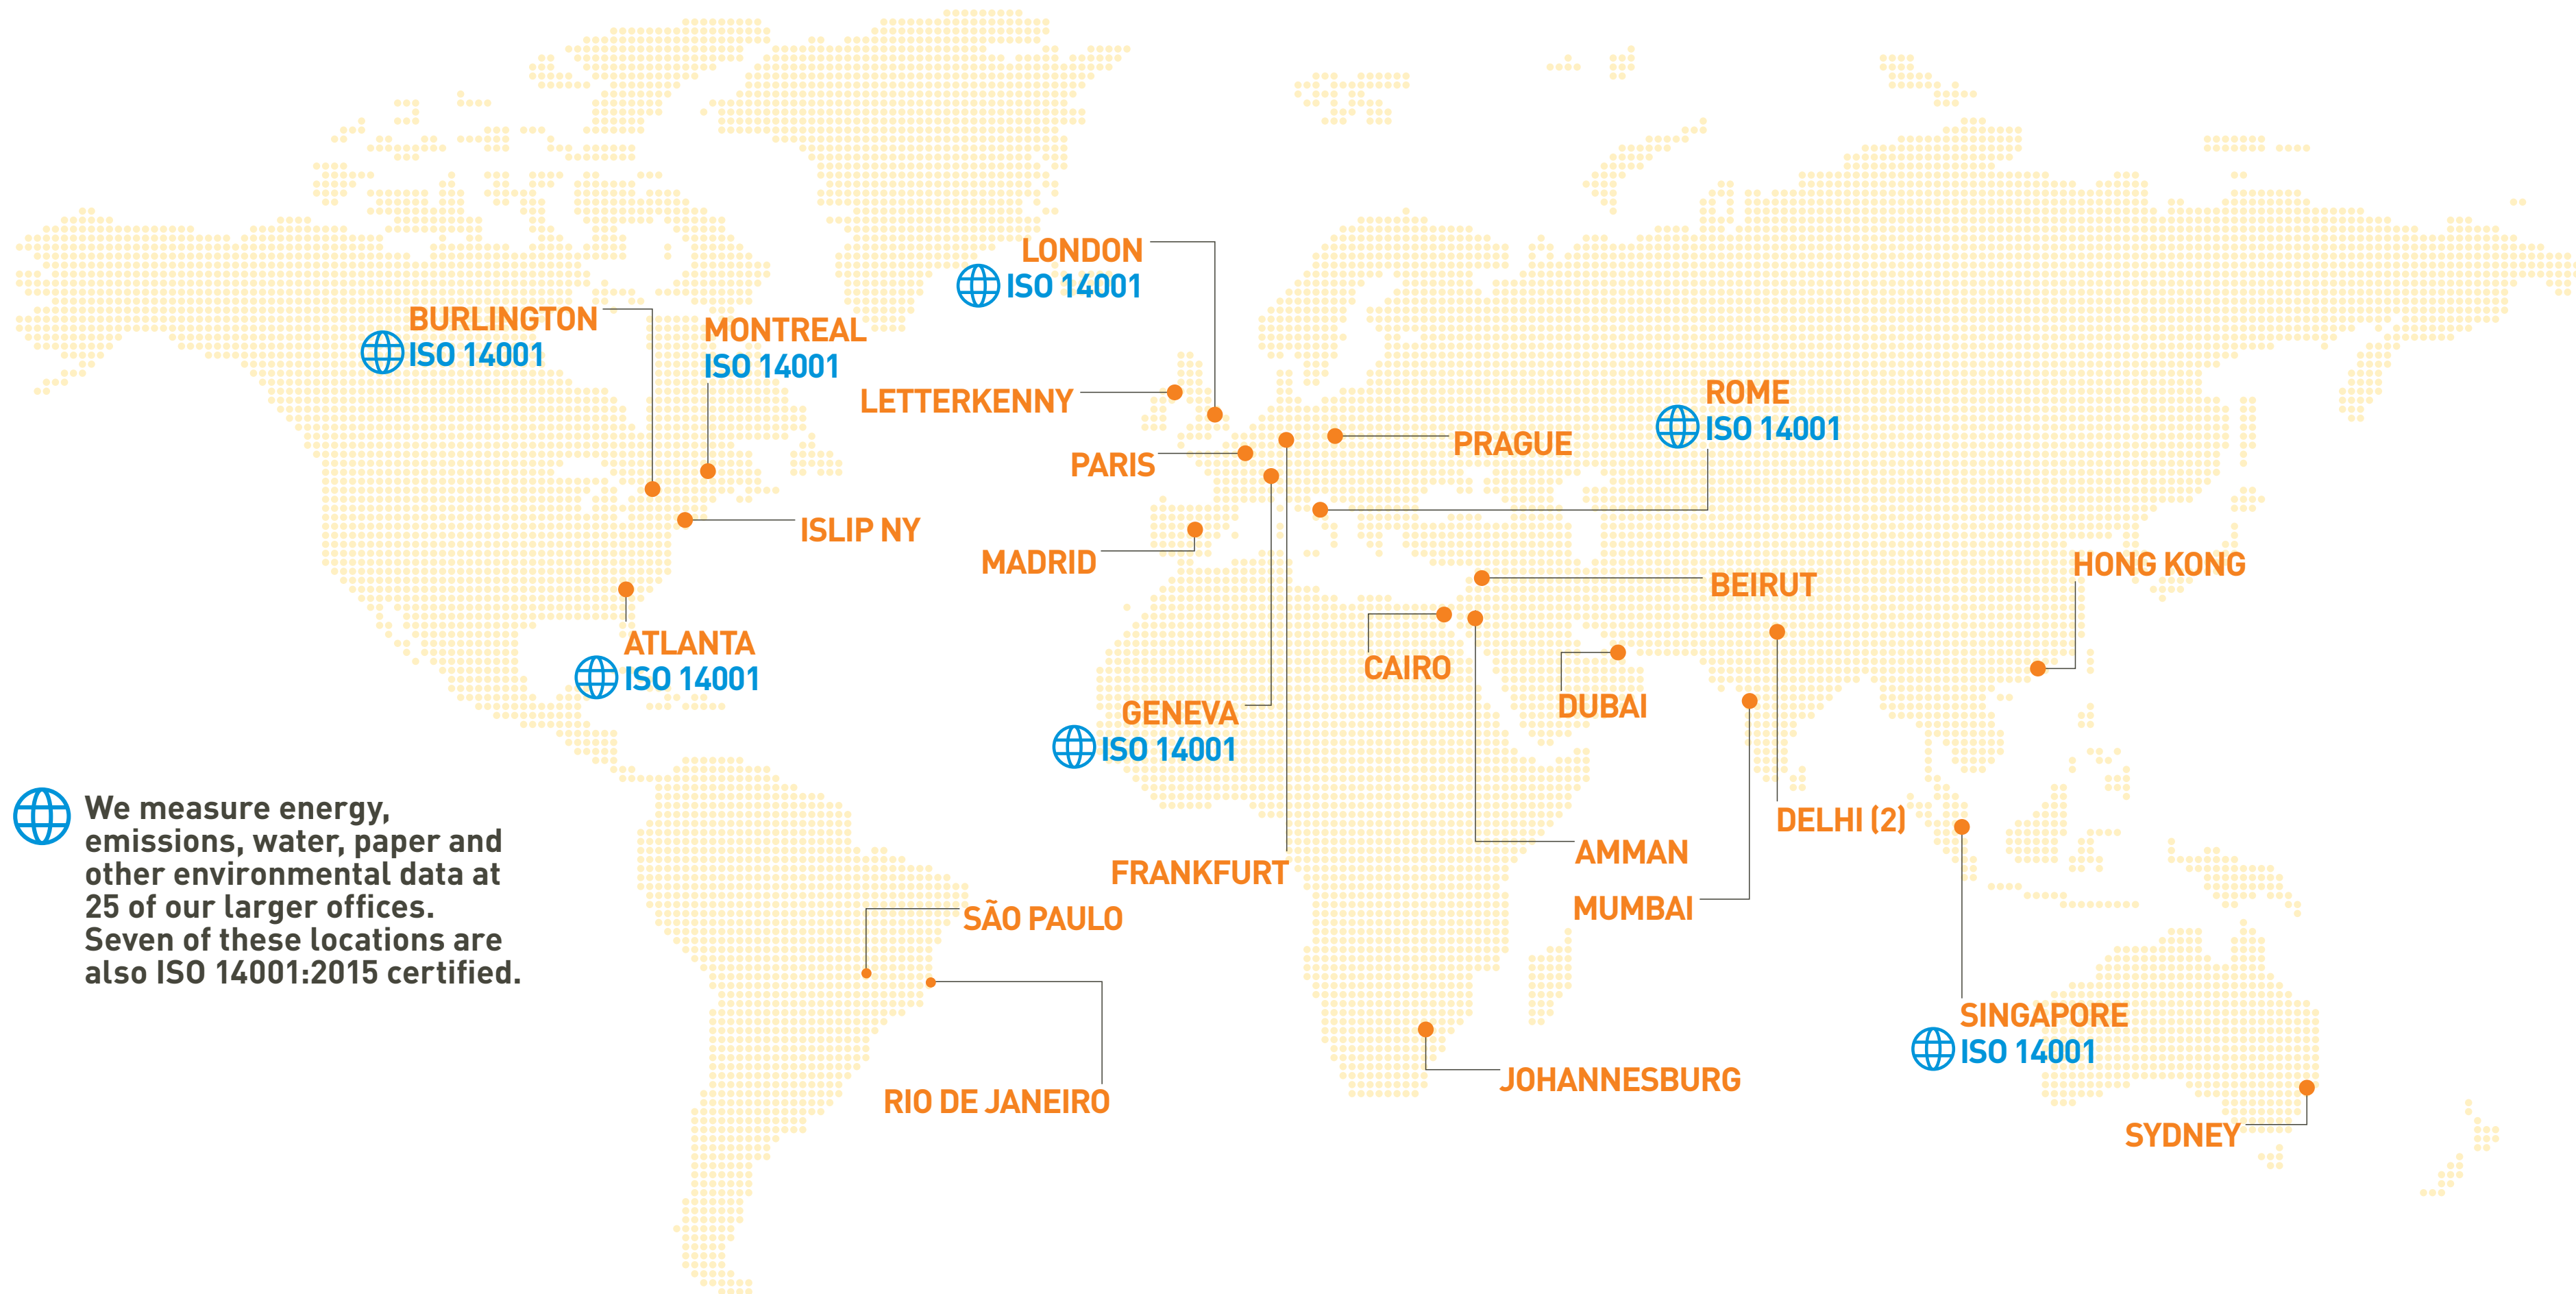 LONDON
ISO 14001
BURLINGTON
ISO 14001
MONTREAL
ISO 14001
LETTERKENNY
ROME
ISO 14001
PRAGUE
PARIS
ISLIP NY
MADRID
HONG KONG
BEIRUT
ATLANTA
ISO 14001
CAIRO
DUBAI
GENEVA
ISO 14001
We measure energy,
emissions, water, paper and
other environmental data at
25 of our larger offices.
Seven of these locations are
also ISO 14001:2015 certified.
DELHI (2)
AMMAN
FRANKFURT
MUMBAI
SÃO PAULO
SINGAPORE
ISO 14001
JOHANNESBURG
RIO DE JANEIRO
SYDNEY